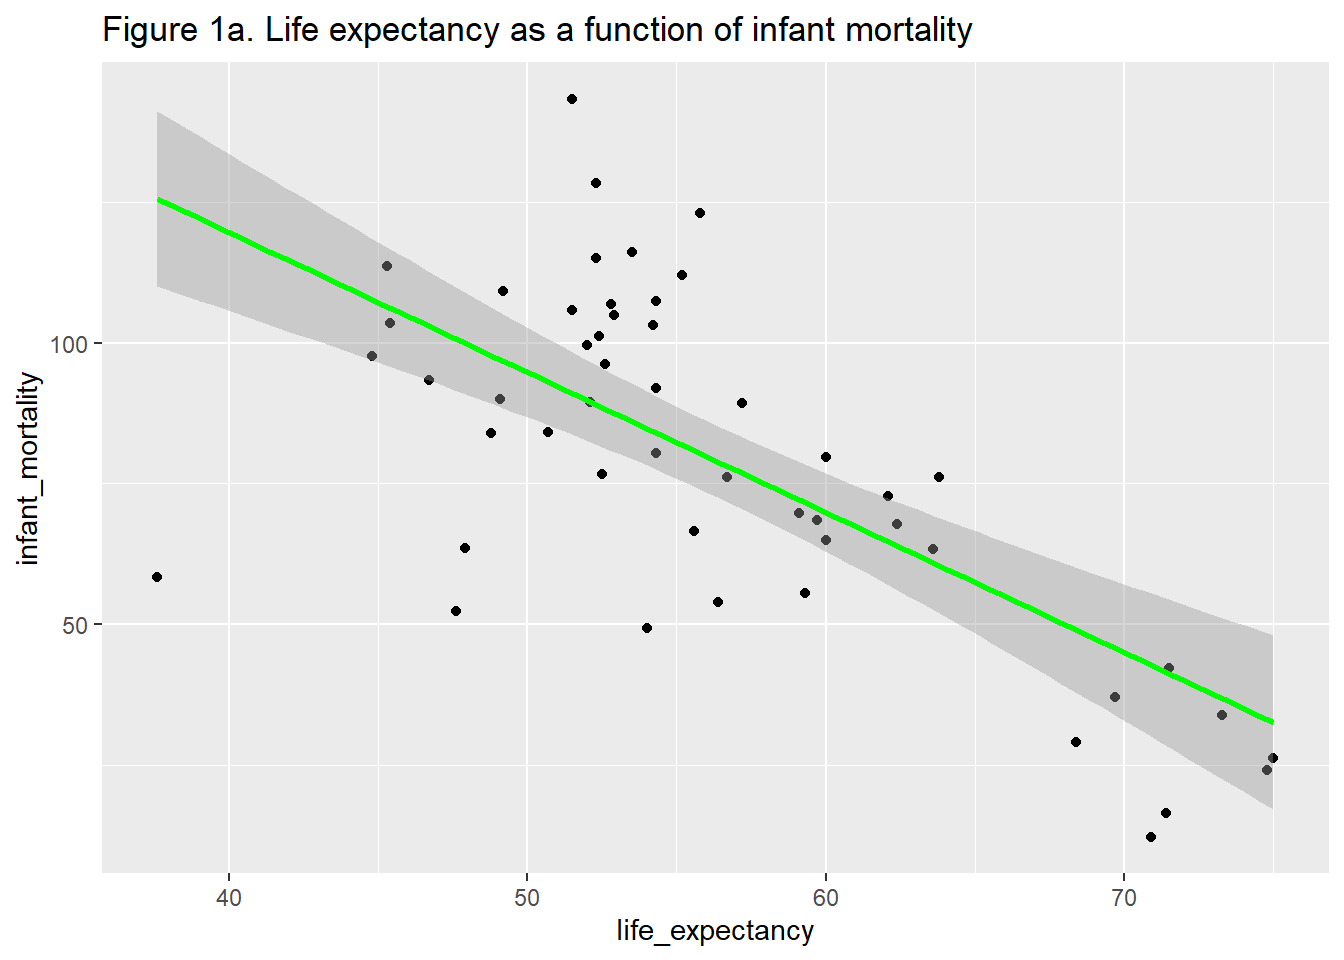 Figure 1a. Life expectancy as a function of infant mortality
infant_mortality
100
50
40 50 60 70
life_expectancy